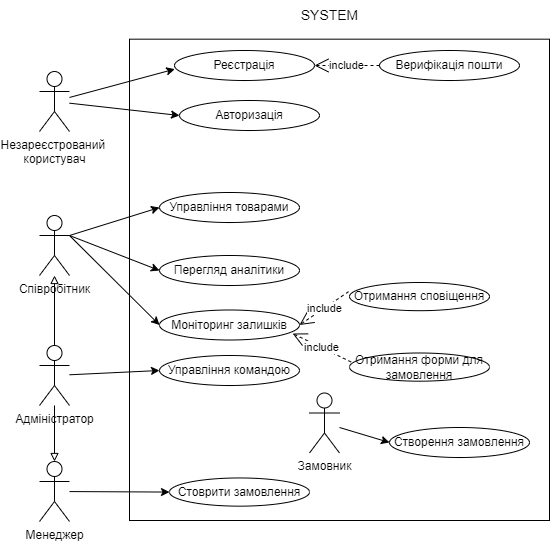 SYSTEM
Реєстрація
include
Верифікація пошти
Авторизація
Незареєстрований
користувач
Управління товарами
Співробітник
Перегляд аналітики
Отримання сповіщення
include
Моніторинг залишків
include
Отримання форми для
замовлення
Управління командою
Адміністратор
Створення замовлення
Замовник
Стоврити замовлення
Менеджер